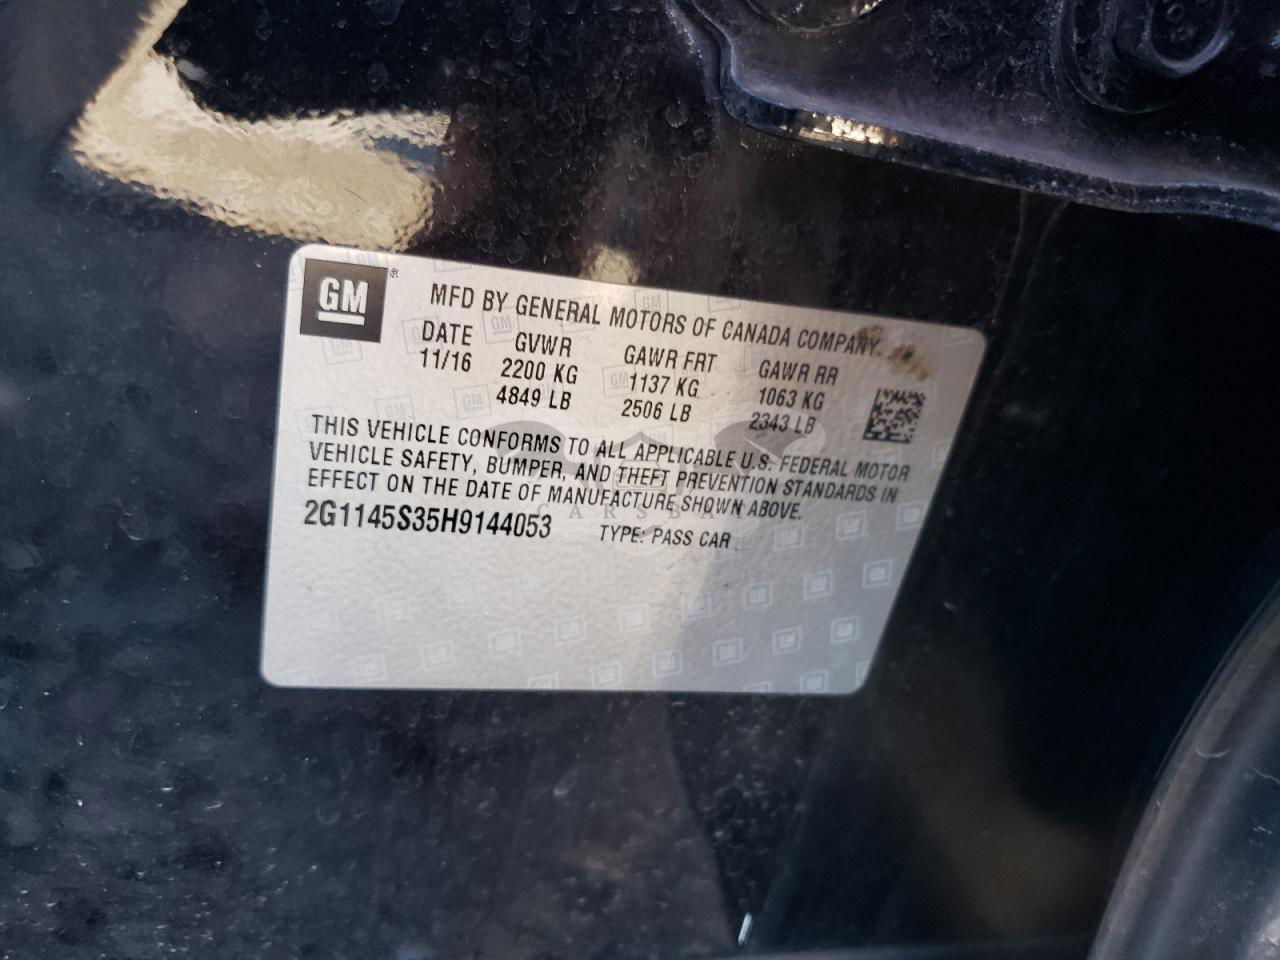 GM ®
MFD BY GENERAL MOTORS OF CANADA COMPANY
DATE GVWR GAWR FRT GAWR RR
11/16 2200 KG 1137 KG 1063 KG
4849 LB 2506 LB 2343 LB
THIS VEHICLE CONFORMS TO ALL APPLICABLE U.S. FEDERAL MOTOR
VEHICLE SAFETY, BUMPER, AND THEFT PREVENTION STANDARDS IN
EFFECT ON THE DATE OF MANUFACTURE SHOWN ABOVE.
2G1145S35H9144053 TYPE: PASS CAR